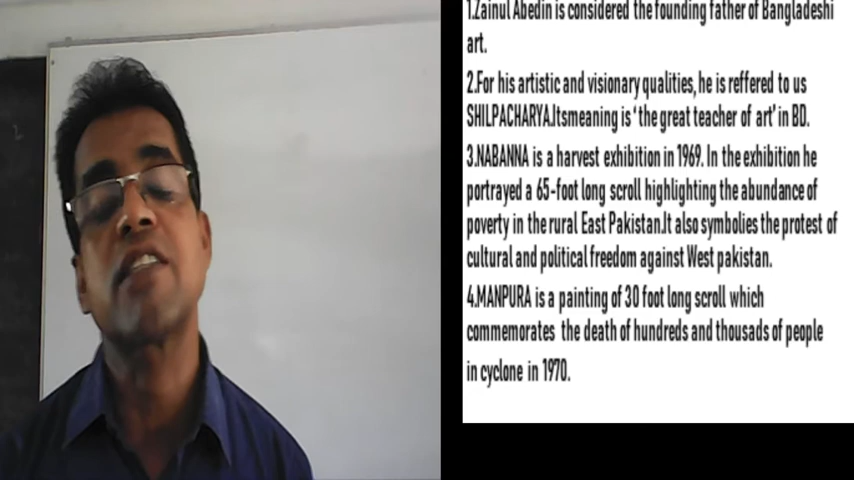 1.Zainul Abedin is considered the founding father of Bangladeshi
art.
2.For his artistic and visionary qualities, he is reffered to us
SHILPACHARYA.Itsmeaning is ‘the great teacher of art’ in BD.
3.NABANNA is a harvest exhibition in 1969. In the exhibition he
portrayed a 65-foot long scroll highlighting the abundance of
poverty in the rural East Pakistan.It also symbolies the protest of
cultural and political freedom against West pakistan.
4.MANPURA is a painting of 30 foot long scroll which
commemorates the death of hundreds and thousads of people
in cyclone in 1970.